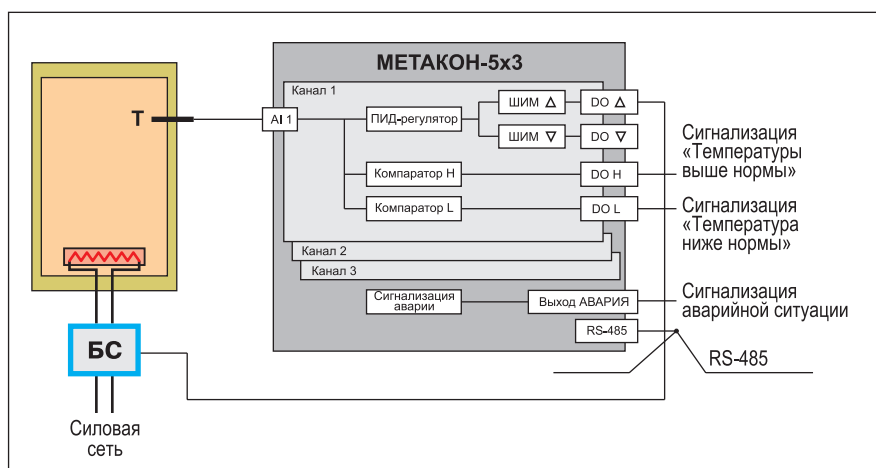 МЕТАКОН-5х3
Канал 1
T
AI 1
ПИД-регулятор
ШИМ △
DO △
ШИМ ▽
DO ▽
Компаратор H
DO H
Компаратор L
DO L
Канал 2
Канал 3
Сигнализация
аварии
Выход АВАРИЯ
RS-485
Сигнализация
«Температуры
выше нормы»
Сигнализация
«Температура
ниже нормы»
Сигнализация
аварийной ситуации
RS-485
БС
Силовая
сеть